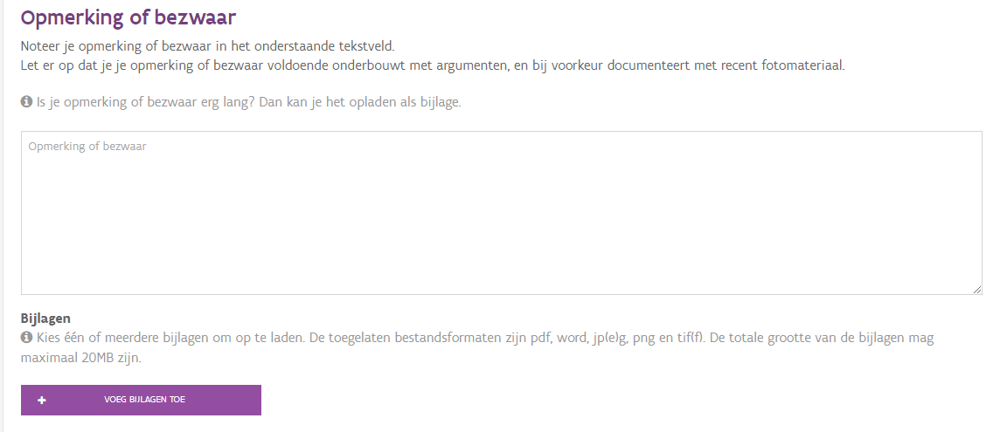 Opmerking of bezwaar
Noteer je opmerking of bezwaar in het onderstaande tekstveld.
Let er op dat je je opmerking of bezwaar voldoende onderbouwt met argumenten, en bij voorkeur documenteert met recent fotomateriaal.
Is je opmerking of bezwaar erg lang? Dan kan je het opladen als bijlage.
Opmerking of bezwaar
Bijlagen
Kies één of meerdere bijlagen om op te laden. De toegelaten bestandsformaten zijn pdf, word, jp(e)g, png en tif(f). De totale grootte van de bijlagen mag
maximaal 20MB zijn.
VOEG BIJLAGEN TOE